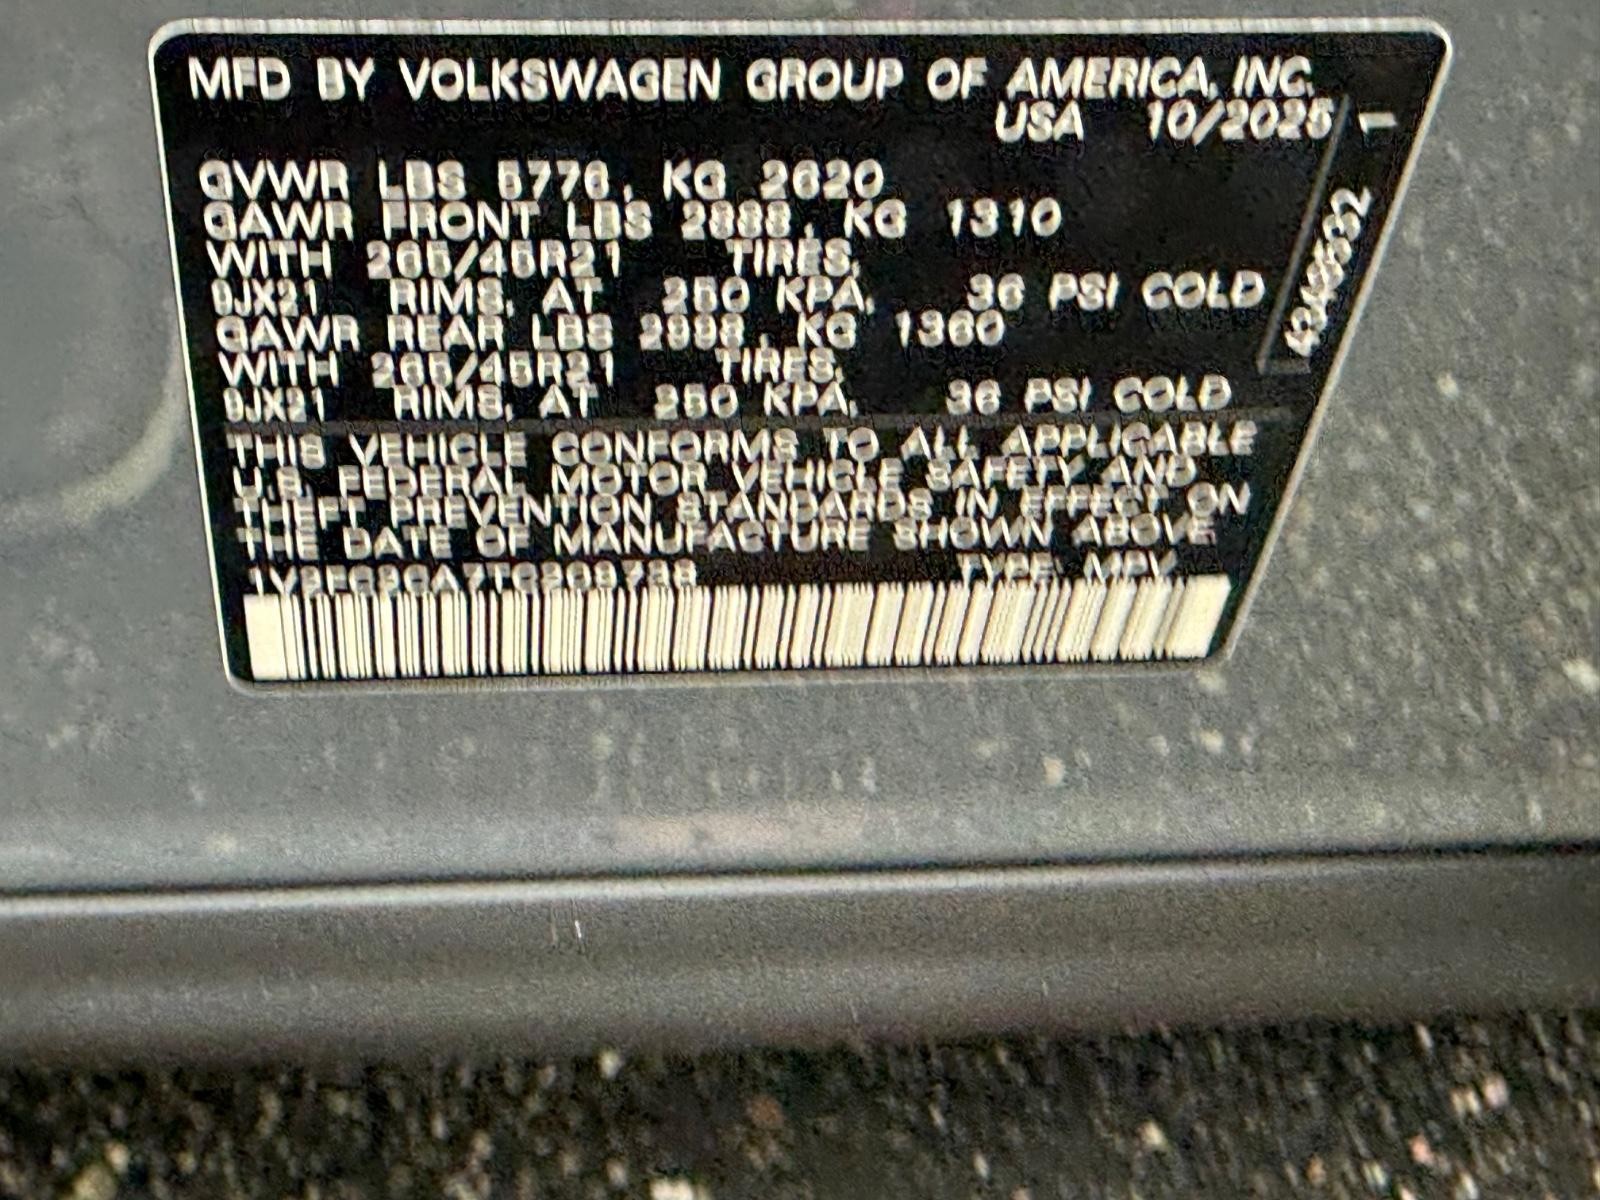 MFD BY VOLKSWAGEN GROUP OF AMERICA, INC.
USA 10/2025
1
GVWR LBS 5776, KG 2620
GAWR FRONT LBS 2888, KG 1310
WITH 265/45R21 TIRES,
9JX21 RIMS, AT 250 KPA, 36 PSI COLD
GAWR REAR LBS 2998, KG 1360
WITH 265/45R21 TIRES,
9JX21 RIMS, AT 250 KPA, 36 PSI COLD
THIS VEHICLE CONFORMS TO ALL APPLICABLE
U.S. FEDERAL MOTOR VEHICLE SAFETY AND
THEFT PREVENTION STANDARDS IN EFFECT ON
THE DATE OF MANUFACTURE SHOWN ABOVE
TYPE: MPV